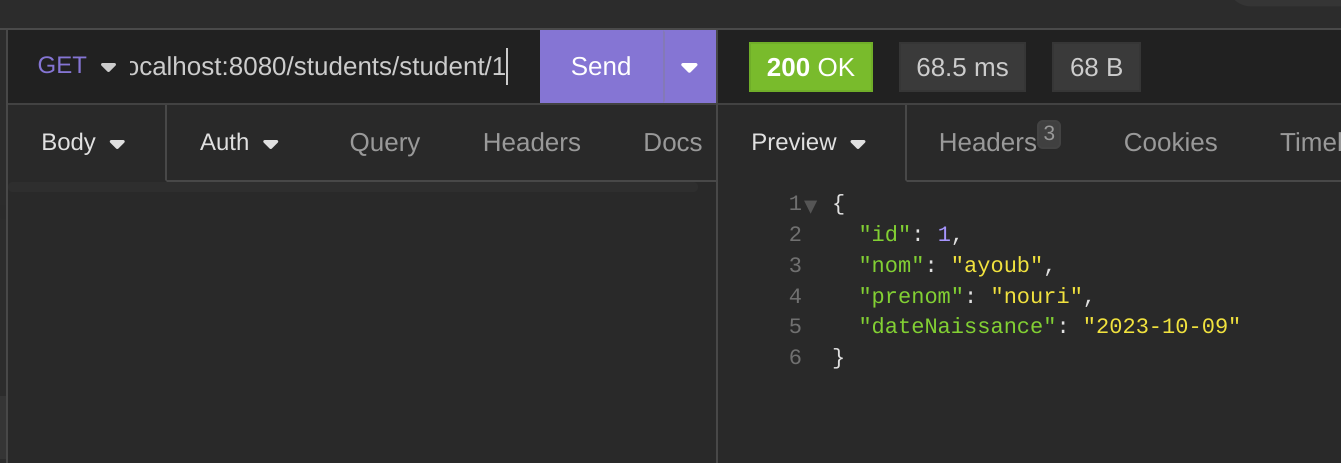 GET ocalhost:8080/students/student/1 Send 200 OK 68.5 ms 68 B
Body Auth Query Headers Docs Preview Headers 3 Cookies Timel
1 {
2 "id": 1,
3 "nom": "ayoub",
4 "prenom": "nouri",
5 "dateNaissance": "2023-10-09"
6 }